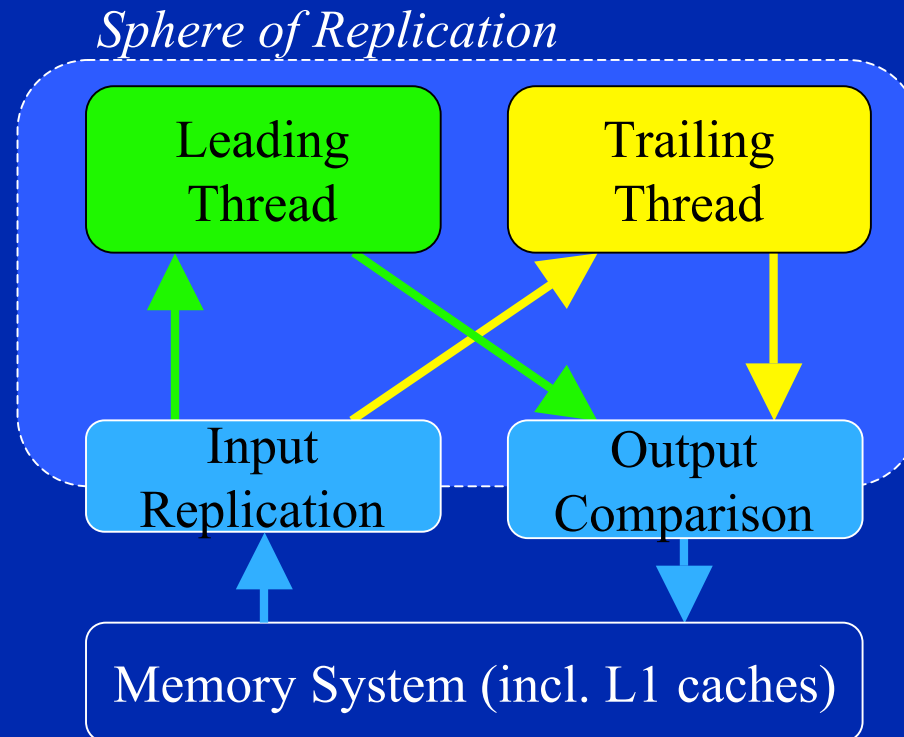 Sphere of Replication
Leading
Thread
Trailing
Thread
Input
Replication
Output
Comparison
Memory System (incl. L1 caches)